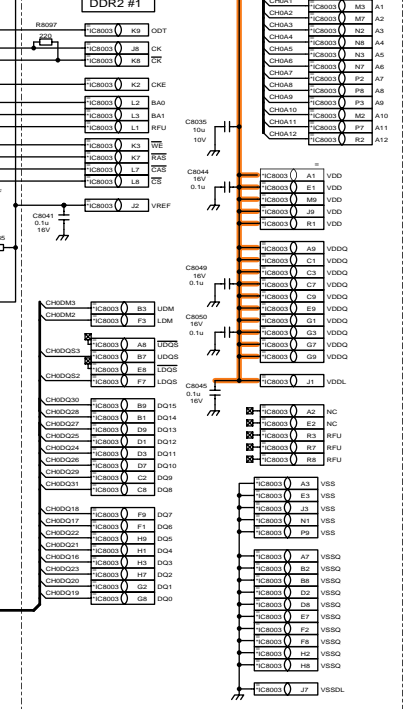 DDR2 #1
R8097
220
*IC8003 K9 ODT
*IC8003 J8 CK
*IC8003 K8 CK
*IC8003 K2 CKE
*IC8003 L2 BA0
*IC8003 L3 BA1
*IC8003 L1 RFU
*IC8003 K3 WE
*IC8003 K7 RAS
*IC8003 L7 CAS
*IC8003 L8 CS
*IC8003 J2 VREF
C8041
0.1u
16V
CH0DM3 *IC8003 B3 UDM
CH0DM2 *IC8003 F3 LDM
*IC8003 A8 UDQS
CH0DQS3 *IC8003 B7 UDQS
*IC8003 E8 LDQS
CH0DQS2 *IC8003 F7 LDQS
CH0DQ30 *IC8003 B9 DQ15
CH0DQ28 *IC8003 B1 DQ14
CH0DQ27 *IC8003 D9 DQ13
CH0DQ25 *IC8003 D1 DQ12
CH0DQ24 *IC8003 D3 DQ11
CH0DQ26 *IC8003 D7 DQ10
CH0DQ29 *IC8003 C2 DQ9
CH0DQ31 *IC8003 C8 DQ8
CH0DQ18 *IC8003 F9 DQ7
CH0DQ17 *IC8003 F1 DQ6
CH0DQ22 *IC8003 H9 DQ5
CH0DQ21 *IC8003 H1 DQ4
CH0DQ16 *IC8003 H3 DQ3
CH0DQ23 *IC8003 H7 DQ2
CH0DQ20 *IC8003 G2 DQ1
CH0DQ19 *IC8003 G8 DQ0
CH0A1 *IC8003 M3 A1
CH0A2 *IC8003 M7 A2
CH0A3 *IC8003 N2 A3
CH0A4 *IC8003 N8 A4
CH0A5 *IC8003 N3 A5
CH0A6 *IC8003 N7 A6
CH0A7 *IC8003 P2 A7
CH0A8 *IC8003 P8 A8
CH0A9 *IC8003 P3 A9
CH0A10 *IC8003 M2 A10
CH0A11 *IC8003 P7 A11
CH0A12 *IC8003 R2 A12
C8035
10u
10V
C8044
16V
0.1u
*IC8003 A1 VDD
*IC8003 E1 VDD
*IC8003 M9 VDD
*IC8003 J9 VDD
*IC8003 R1 VDD
*IC8003 A9 VDDQ
*IC8003 C1 VDDQ
*IC8003 C3 VDDQ
*IC8003 C7 VDDQ
*IC8003 C9 VDDQ
*IC8003 E9 VDDQ
*IC8003 G1 VDDQ
*IC8003 G3 VDDQ
*IC8003 G7 VDDQ
*IC8003 G9 VDDQ
C8049
16V
0.1u
C8050
16V
0.1u
*IC8003 J1 VDDL
C8045
0.1u
16V
*IC8003 A2 NC
*IC8003 E2 NC
*IC8003 R3 RFU
*IC8003 R7 RFU
*IC8003 R8 RFU
*IC8003 A3 VSS
*IC8003 E3 VSS
*IC8003 J3 VSS
*IC8003 N1 VSS
*IC8003 P9 VSS
*IC8003 A7 VSSQ
*IC8003 B2 VSSQ
*IC8003 B8 VSSQ
*IC8003 D2 VSSQ
*IC8003 D8 VSSQ
*IC8003 E7 VSSQ
*IC8003 F2 VSSQ
*IC8003 F8 VSSQ
*IC8003 H2 VSSQ
*IC8003 H8 VSSQ
*IC8003 J7 VSSDL